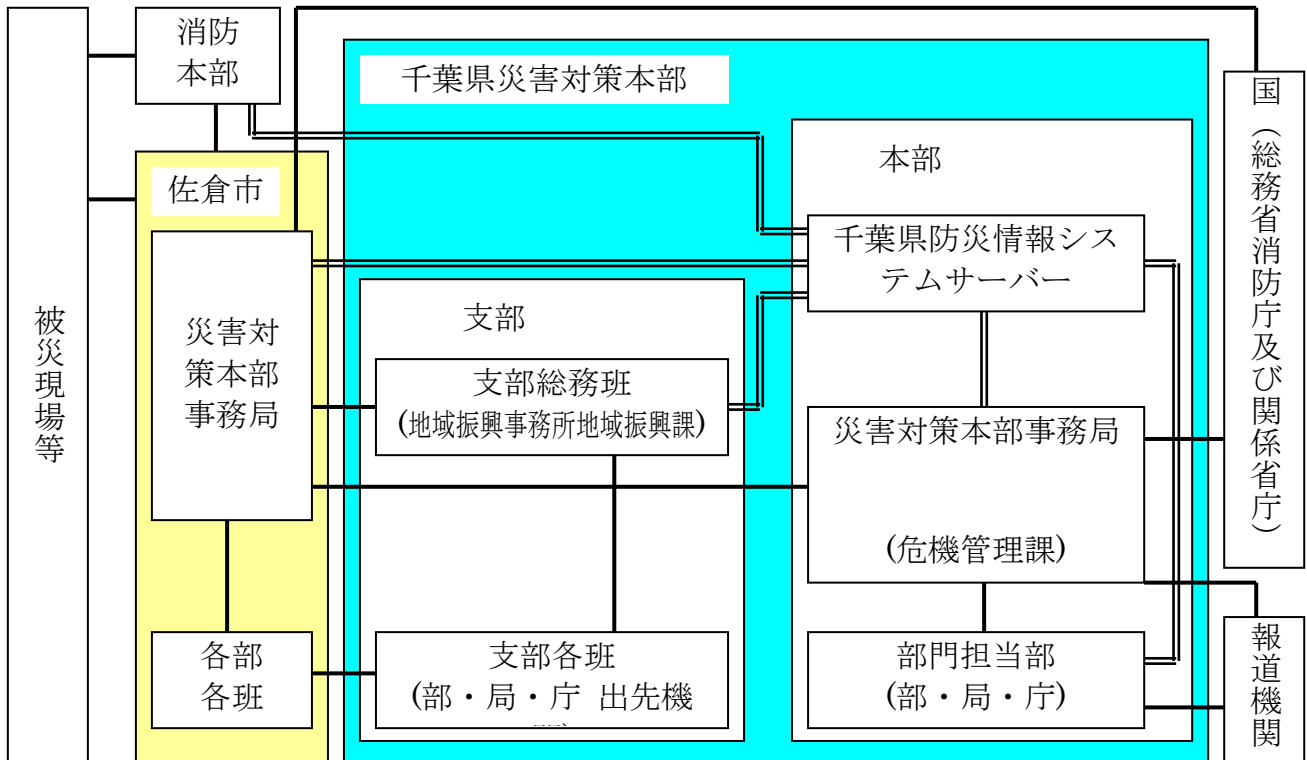 被災現場等
消防
本部
佐倉市
災害対
策本部
事務局
各部
各班
千葉県災害対策本部
支部
支部総務班
(地域振興事務所地域振興課)
支部各班
(部・局・庁 出先機
本部
千葉県防災情報シス
テムサーバー
災害対策本部事務局
(危機管理課)
部門担当部
(部・局・庁)
国(総務省消防庁及び関係省庁)
報道機関